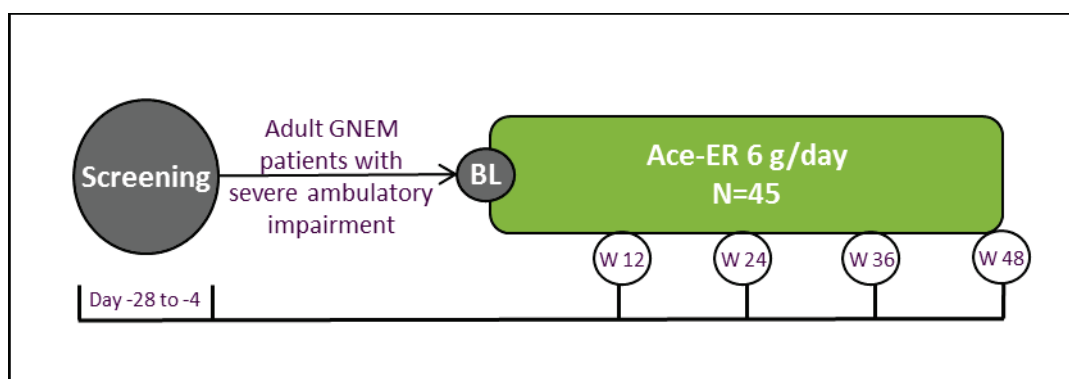 Screening
Adult GNEM
patients with
severe ambulatory
impairment
BL
Ace-ER 6 g/day
N=45
W 12
W 24
W 36
W 48
Day -28 to -4